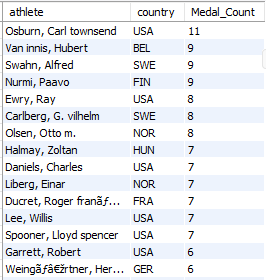 athlete country Medal_Count
Osburn, Carl townsend USA 11
Van innis, Hubert BEL 9
Swahn, Alfred SWE 9
Nurmi, Paavo FIN 9
Ewry, Ray USA 8
Carlberg, G. vilhelm SWE 8
Olsen, Otto m. NOR 8
Halmay, Zoltan HUN 7
Daniels, Charles USA 7
Liberg, Einar NOR 7
Ducret, Roger franãƒ... FRA 7
Lee, Willis USA 7
Spooner, Lloyd spencer USA 7
Garrett, Robert USA 6
Weingãƒâ€žrtner, Her... GER 6